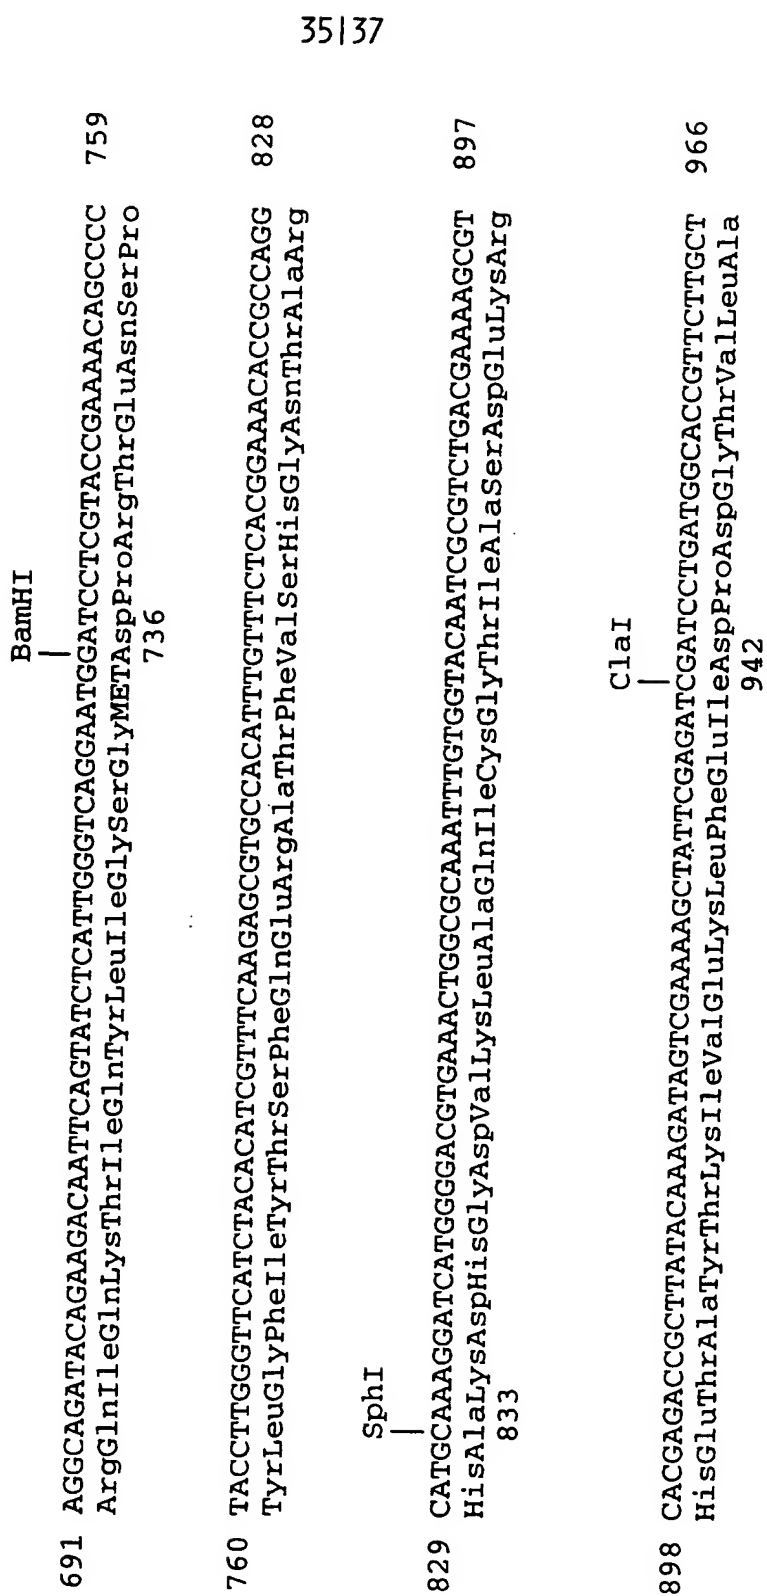 35|37
BamHI
691 AGGCAGATACAGAAGACAATTCAGTATCTCATTGGGTCAGGAATGGATCCTCGTACCGAAAACAGCCCC 759
ArgGlnIleGlnLysThrIleGlnTyrLeuIleGlySerGlyMETAspProArgThrGluAsnSerPro
736
760 TACCTTGGGTTCATCTACACATCGTTTCAAGAGCGTGCCACATTTGTTTCTCACGGAAACACCGCCAGG 828
TyrLeuGlyPheIleTyrThrSerPheGlnGluArgAlaThrPheValSerHisGlyAsnThrAlaArg
SphI
829 CATGCAAAGGATCATGGGGACGTGAAACTGGCGCAAATTTGTGGTACAATCGCGTCTGACGAAAAGCGT 897
HisAlaLysAspHisGlyAspValLysLeuAlaGlnIleCysGlyThrIleAlaSerAspGluLysArg
833
ClaI
898 CACGAGACCGCTTATACAAAGATAGTCGAAAAGCTATTCGAGATCGATCCTGATGGCACCGTTCTTGCT 966
HisGluThrAlaTyrThrLysIleValGluLysLeuPheGluIleAspProAspGlyThrValLeuAla
942